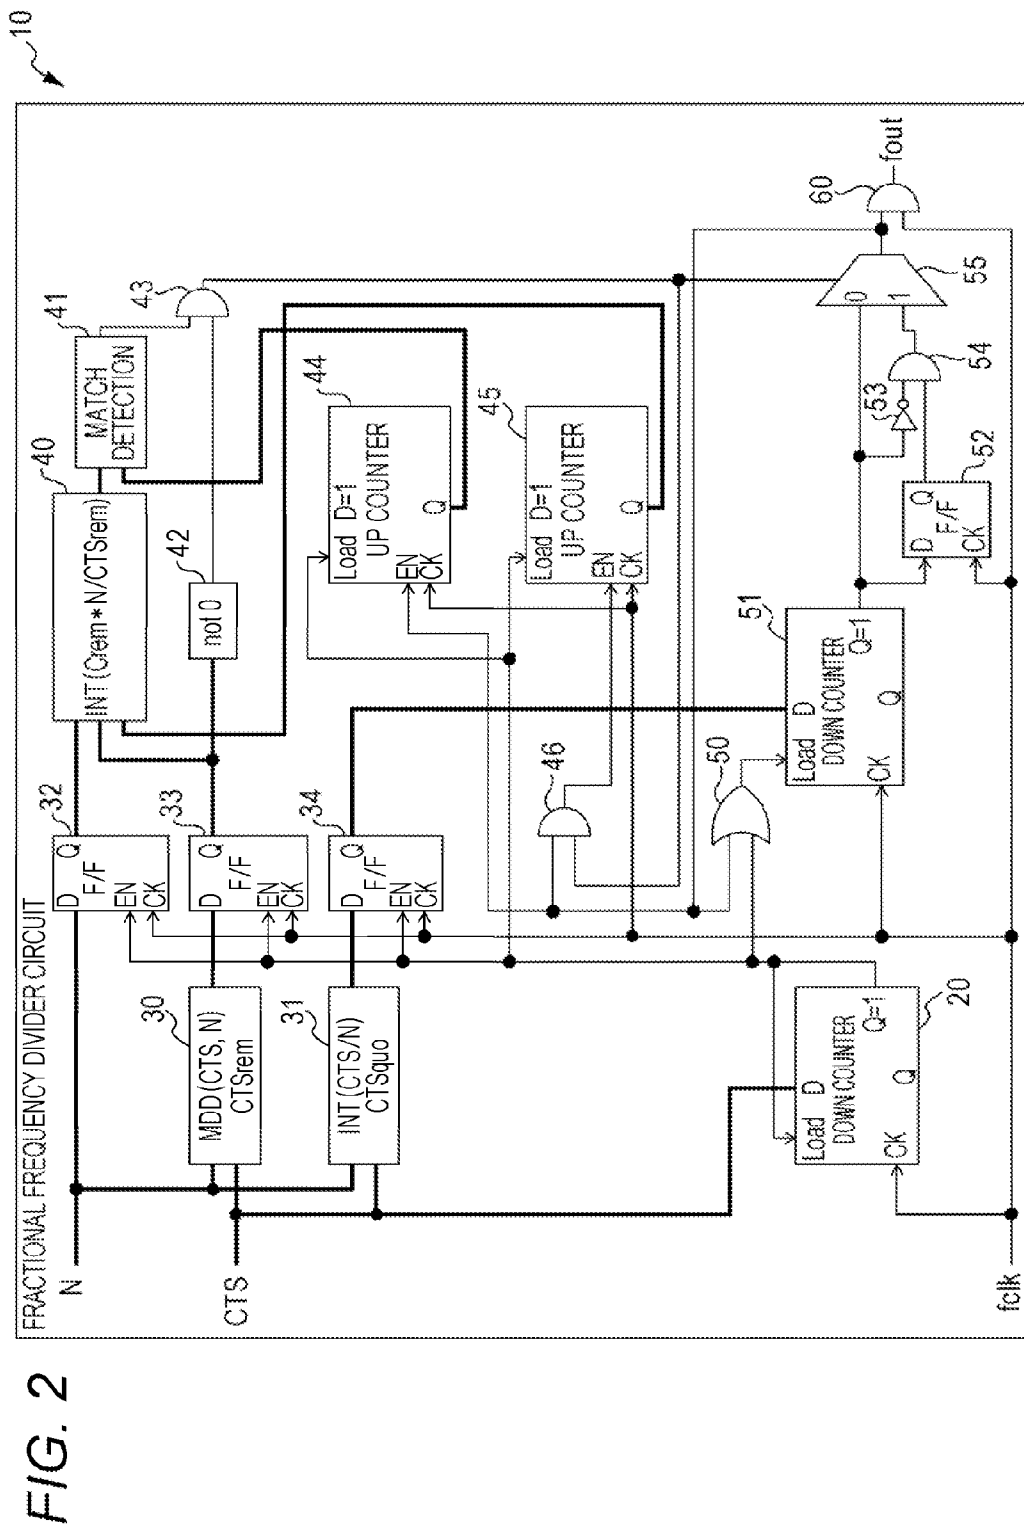 FIG. 2
10
FRACTIONAL FREQUENCY DIVIDER CIRCUIT
N
CTS
fclk
30
MDD (CTS, N)
CTSrem
31
INT (CTS/N)
CTSquo
20
Load D
DOWN COUNTER
Q=1
CK Q
32
D Q
F/F
EN
CK
33
D Q
F/F
EN
CK
34
D Q
F/F
EN
CK
40
INT (Crem*N/CTSrem)
41
MATCH
DETECTION
42
not 0
43
44
Load D=1
UP COUNTER
EN
CK Q
45
Load D=1
UP COUNTER
EN
CK Q
46
50
51
Load D
DOWN COUNTER
Q=1
CK Q
52
D Q
F/F
CK
53
54
55
0
1
60
fout